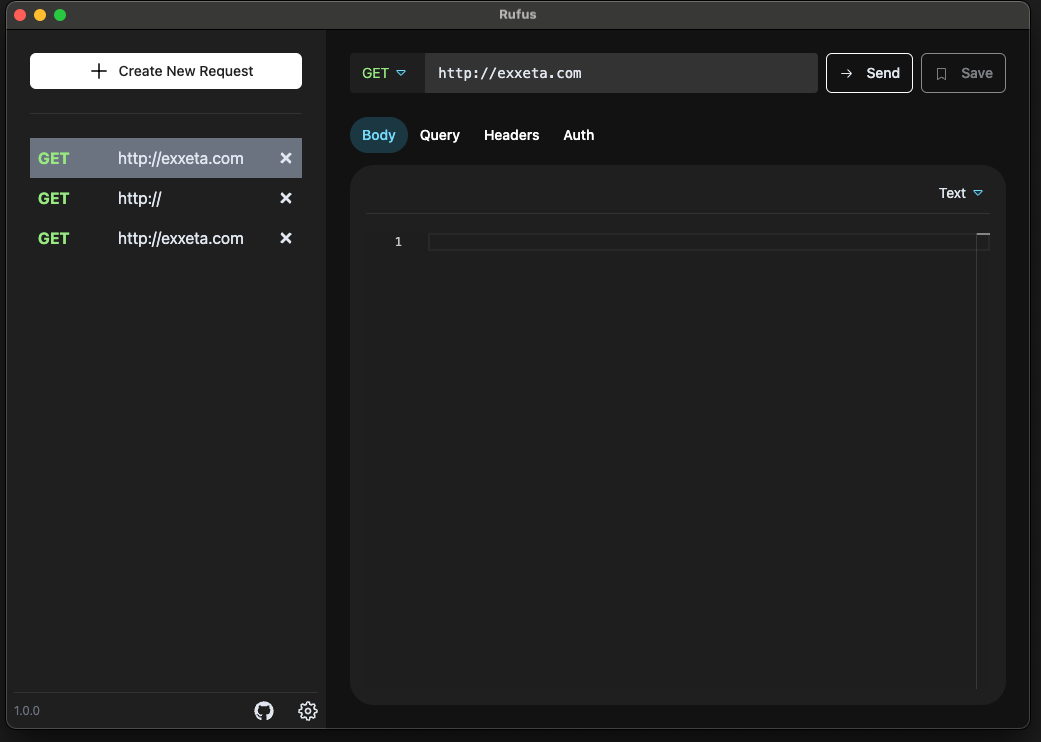 Rufus
Create New Request
GET http://exxeta.com
GET http://
GET http://exxeta.com
1.0.0
GET http://exxeta.com Send Save
Body Query Headers Auth
Text
1